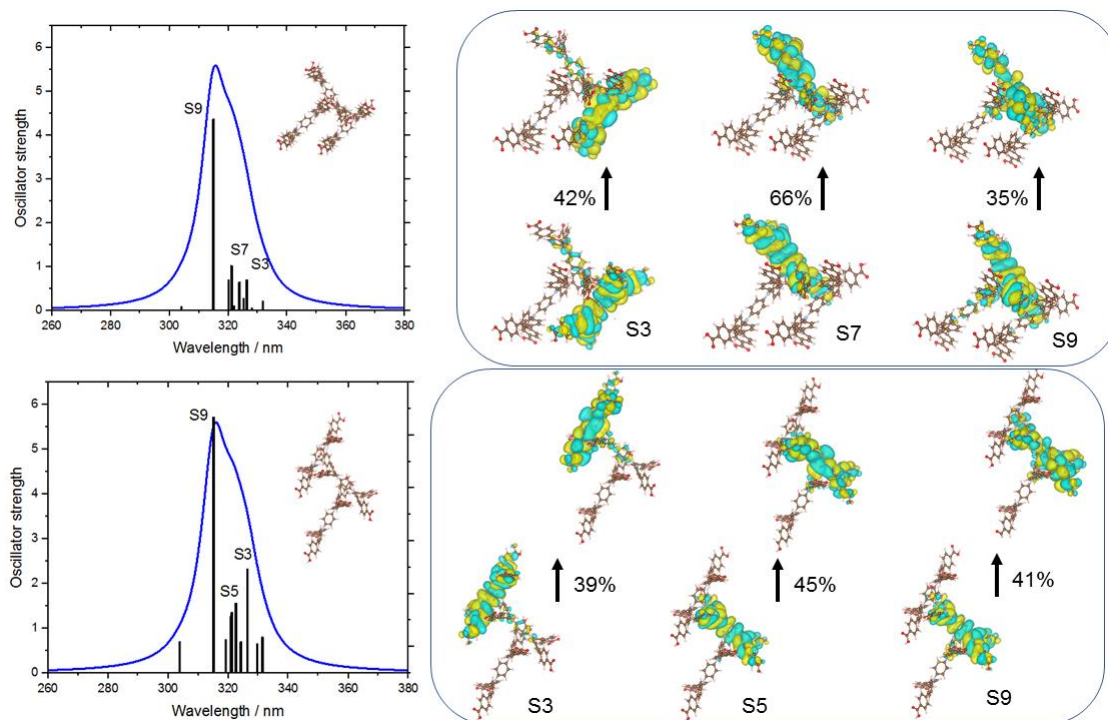 6
5
4
3
2
1
0
Oscillator strength
S9
S7
S3
260 280 300 320 340 360 380
Wavelength / nm
42% 66% 35%
S3 S7 S9
6
5
4
3
2
1
0
Oscillator strength
S9
S3
S5
260 280 300 320 340 360 380
Wavelength / nm
39% 45% 41%
S3 S5 S9